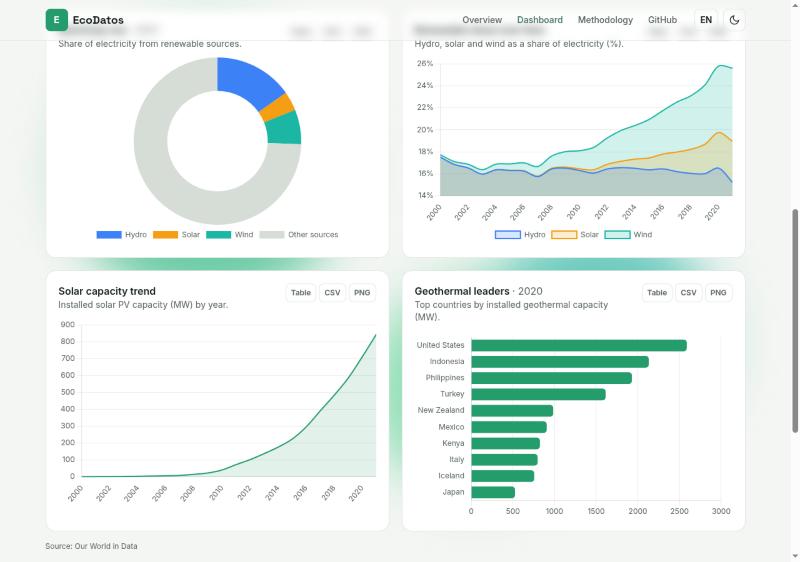 E EcoDatos
Overview Dashboard Methodology GitHub EN
Share of electricity from renewable sources.
Hydro Solar Wind Other sources
Hydro, solar and wind as a share of electricity (%).
26%
24%
22%
20%
18%
16%
14%
2000 2002 2004 2006 2008 2010 2012 2014 2016 2018 2020
Hydro Solar Wind
Solar capacity trend
Table CSV PNG
Installed solar PV capacity (MW) by year.
900
800
700
600
500
400
300
200
100
0
2000 2002 2004 2006 2008 2010 2012 2014 2016 2018 2020
Geothermal leaders · 2020
Table CSV PNG
Top countries by installed geothermal capacity
(MW).
United States
Indonesia
Philippines
Turkey
New Zealand
Mexico
Kenya
Italy
Iceland
Japan
0 500 1000 1500 2000 2500 3000
Source: Our World in Data